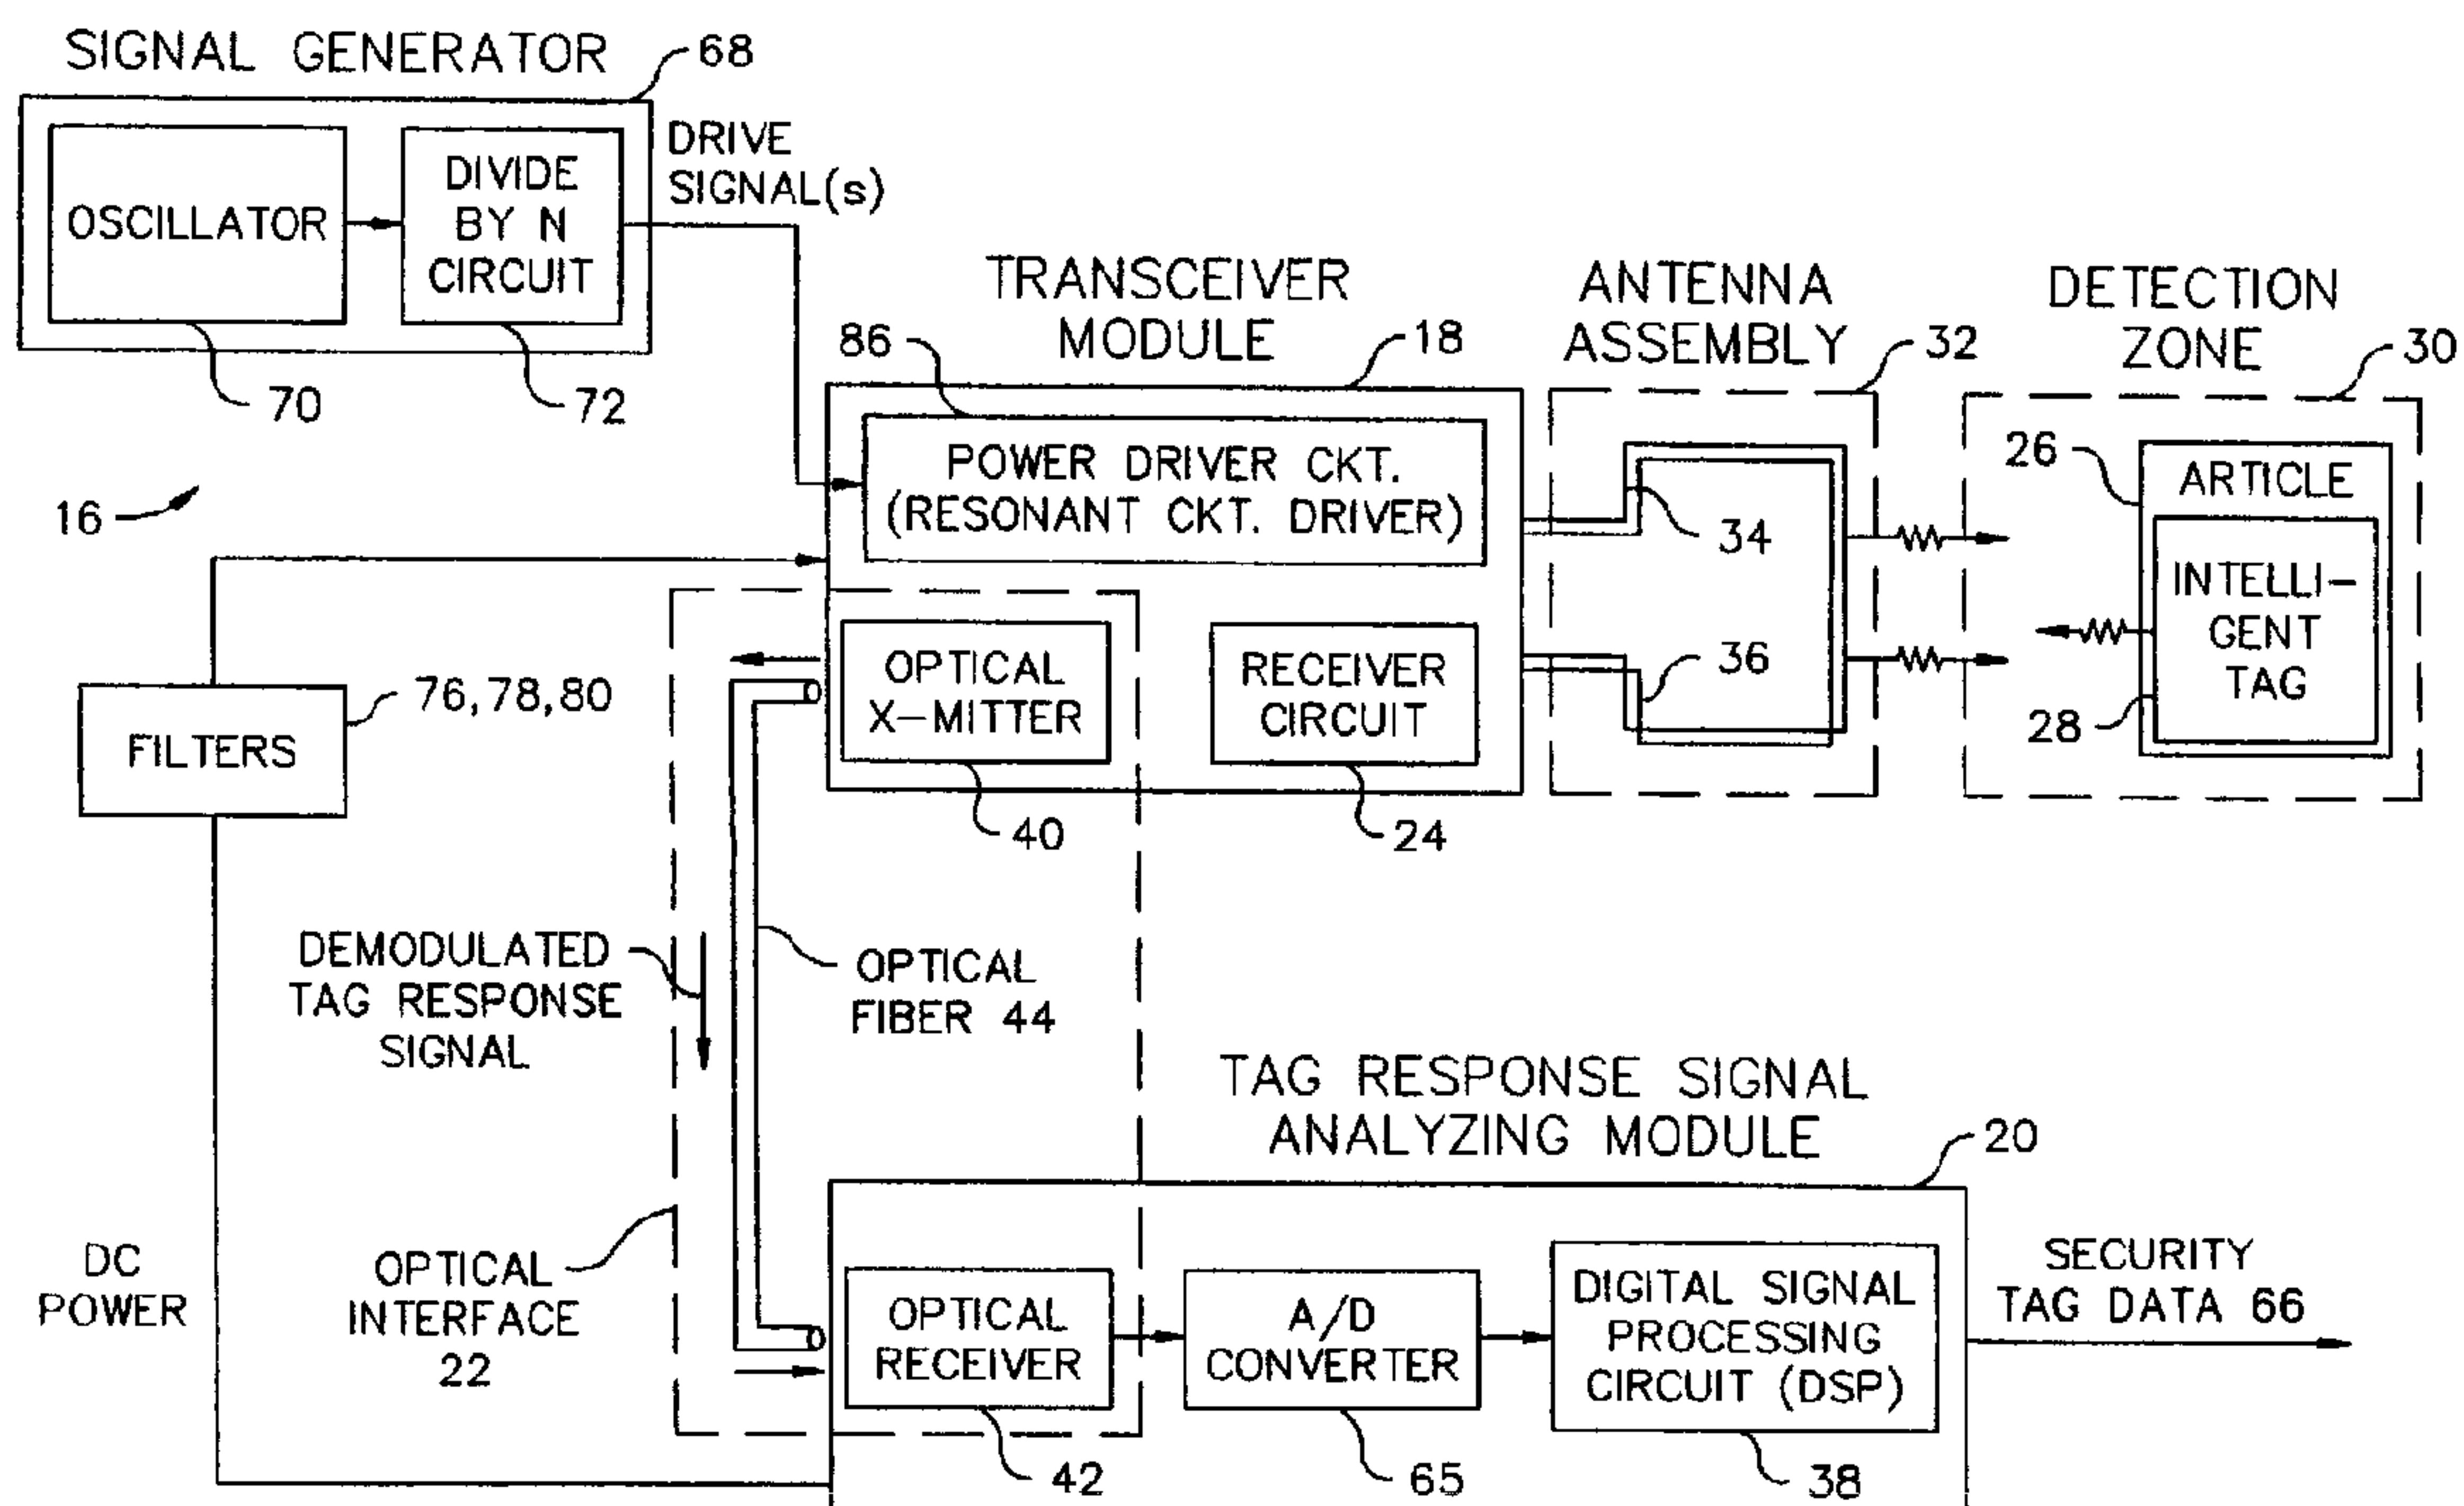 SIGNAL GENERATOR
68
OSCILLATOR
DIVIDE
BY N
CIRCUIT
DRIVE
SIGNAL(s)
70
72
16
TRANSCEIVER
MODULE
86
18
POWER DRIVER CKT.
(RESONANT CKT. DRIVER)
OPTICAL
X-MITTER
40
RECEIVER
CIRCUIT
24
ANTENNA
ASSEMBLY
32
34
36
DETECTION
ZONE
30
26
ARTICLE
INTELLI-
GENT
TAG
28
FILTERS
76,78,80
DEMODULATED
TAG RESPONSE
SIGNAL
OPTICAL
FIBER 44
DC
POWER
OPTICAL
INTERFACE
22
TAG RESPONSE SIGNAL
ANALYZING MODULE
20
OPTICAL
RECEIVER
42
A/D
CONVERTER
65
DIGITAL SIGNAL
PROCESSING
CIRCUIT (DSP)
38
SECURITY
TAG DATA 66